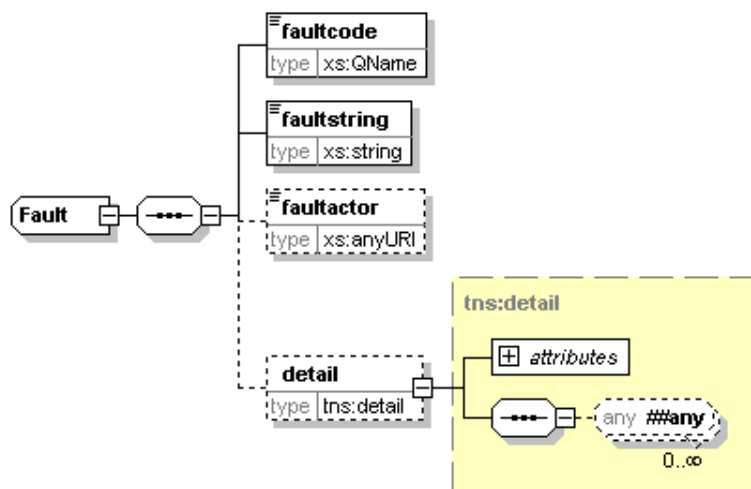 faultcode
type xs:QName
faultstring
type xs:string
Fault
faultactor
type xs:anyURI
tns:detail
attributes
detail
type tns:detail
any ##any
0..∞